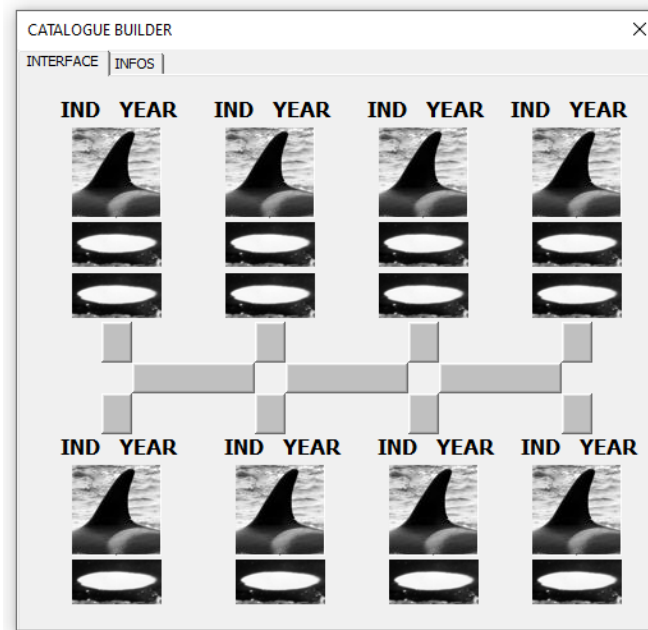 CATALOGUE BUILDER
INTERFACE INFOS
IND YEAR IND YEAR IND YEAR IND YEAR
IND YEAR IND YEAR IND YEAR IND YEAR